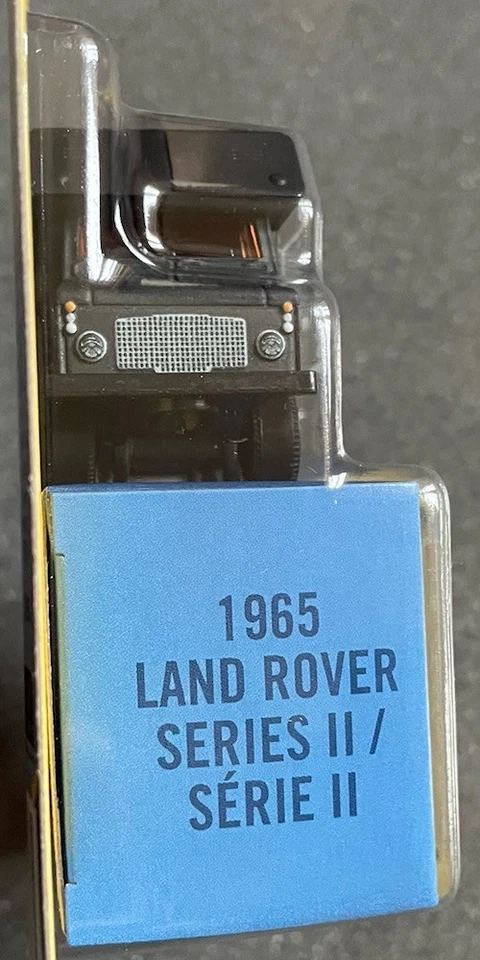 1965
LAND ROVER
SERIES II /
SÉRIE II